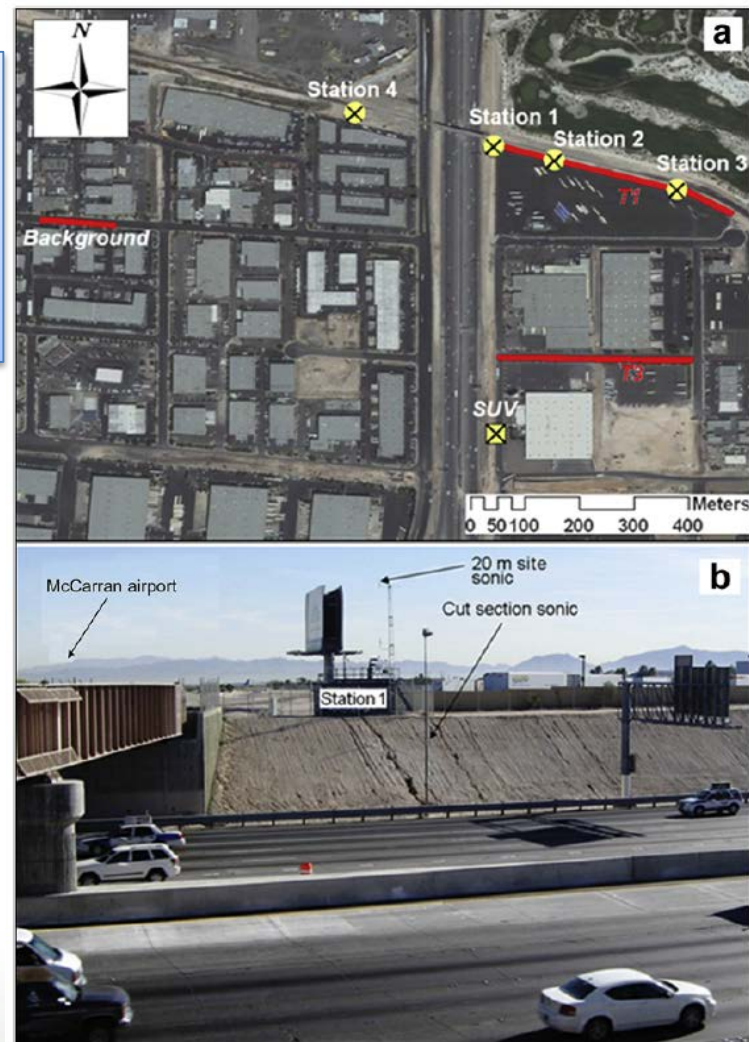 a
N
Station 4
Station 1
Station 2
Station 3
T1
Background
T3
SUV
Meters
0 50 100 200 300 400
b
McCarran airport
20 m site
sonic
Cut section sonic
Station 1